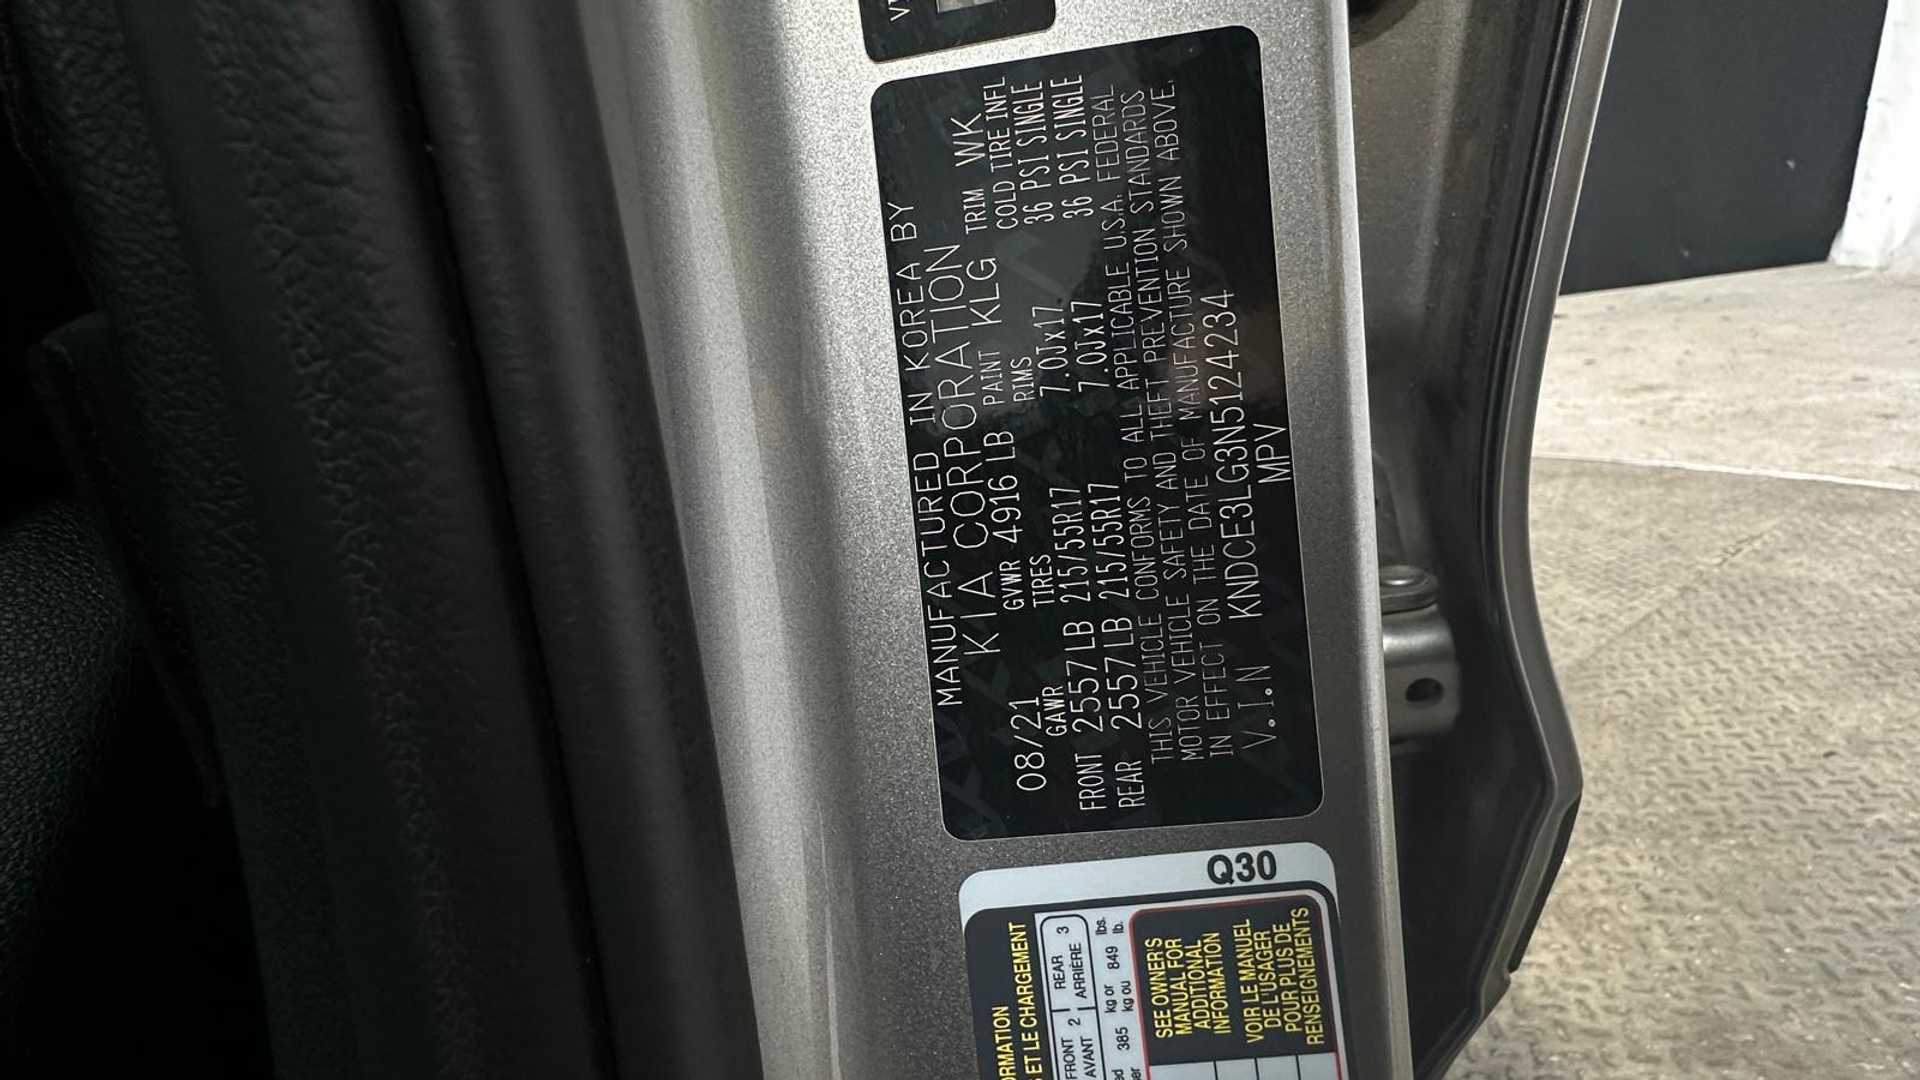 MANUFACTURED IN KOREA BY
KIA CORPORATION
08/21 GVWR 4916 LB PAINT KLG TRIM WK
GAWR TIRES RIMS COLD TIRE INFL
FRONT 2557 LB 215/55R17 7.0Jx17 36 PSI SINGLE
REAR 2557 LB 215/55R17 7.0Jx17 36 PSI SINGLE
THIS VEHICLE CONFORMS TO ALL APPLICABLE U.S.A. FEDERAL
MOTOR VEHICLE SAFETY AND THEFT PREVENTION STANDARDS
IN EFFECT ON THE DATE OF MANUFACTURE SHOWN ABOVE.
V.I.N KNDCE3LG3N5124234
MPV
Q30
ET LE CHARGEMENT
FRONT 2 REAR 3
AVANT ARRIÈRE
385 kg or 849 lbs.
kg ou lb.
SEE OWNER'S
MANUAL FOR
ADDITIONAL
INFORMATION
VOIR LE MANUEL
DE L'USAGER
POUR PLUS DE
RENSEIGNEMENTS